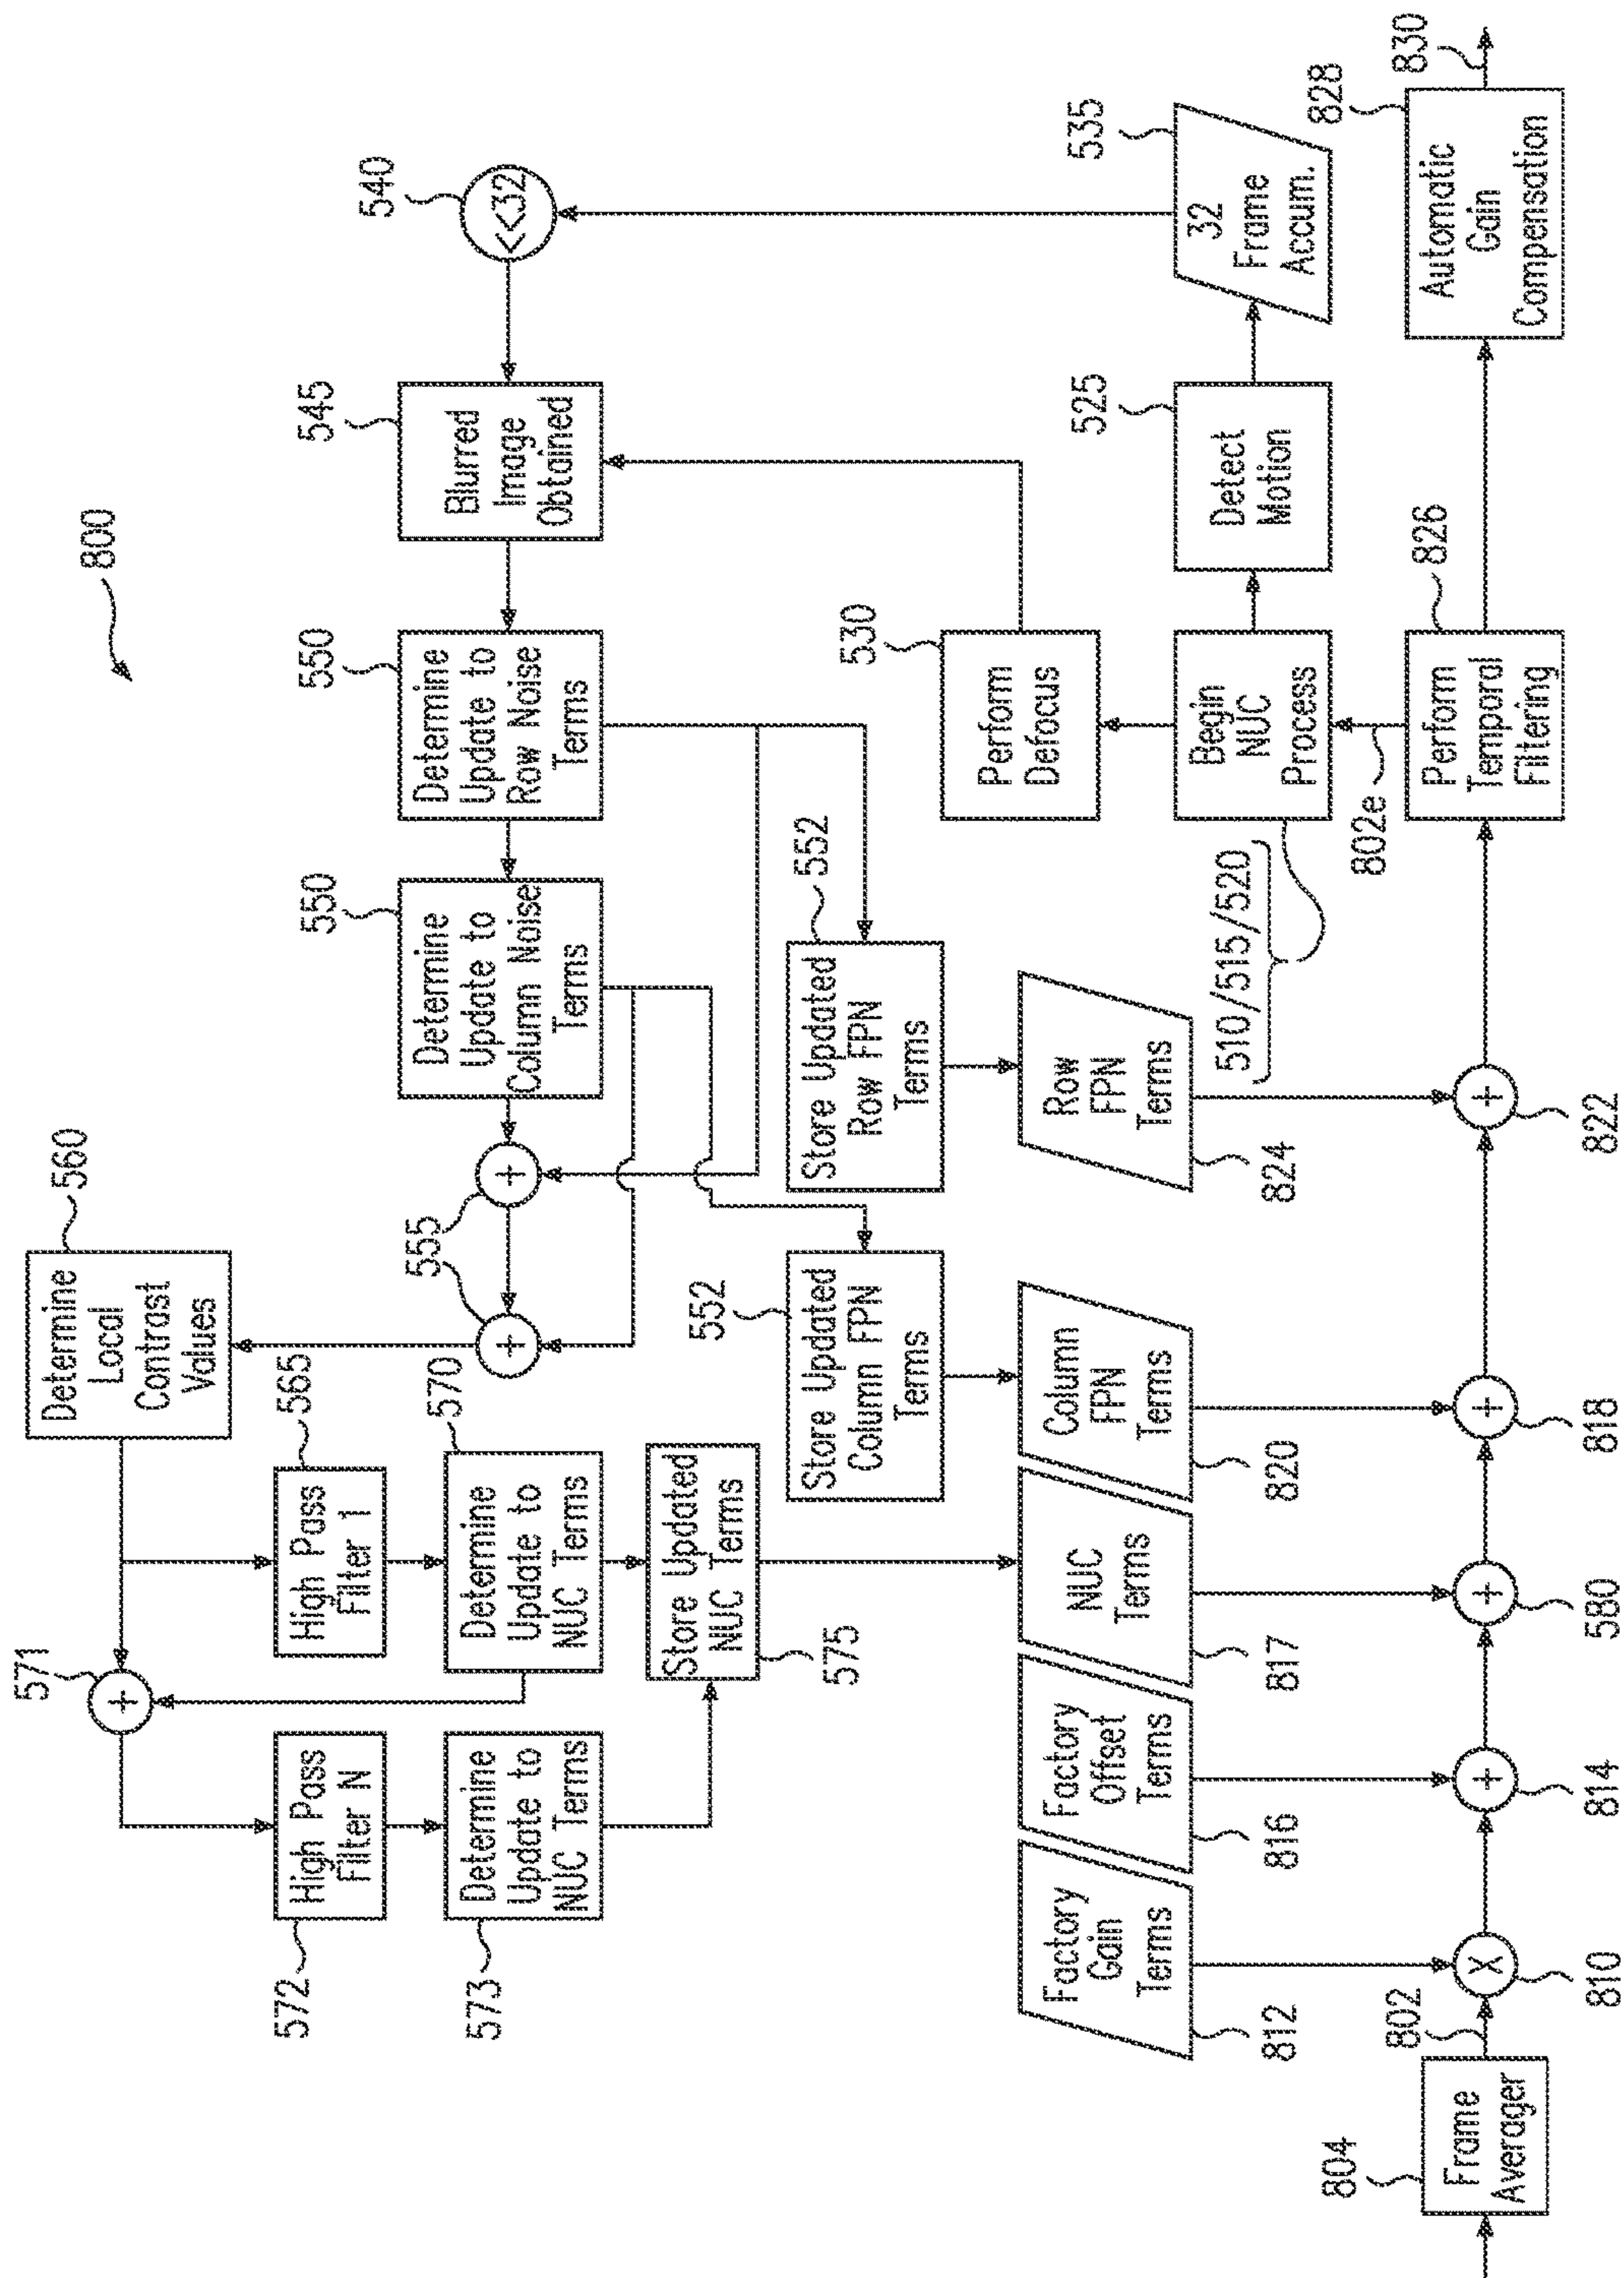 800
560
Determine
Local
Contrast
Values
571
High Pass
Filter 1
565
High Pass
Filter N
572
Determine
Update to
NUC Terms
570
Determine
Update to
NUC Terms
573
Store Updated
NUC Terms
575
555
+
+
+
Determine
Update to
Column Noise
Terms
550
Determine
Update to
Row Noise
Terms
550
Blurred
Image
Obtained
545
<<32
540
Store Updated
Column FPN
Terms
552
Store Updated
Row FPN
Terms
552
Perform
Defocus
530
Factory
Gain
Terms
812
Factory
Offset
Terms
816
NUC
Terms
817
Column
FPN
Terms
820
Row
FPN
Terms
824
510/515/520
Begin
NUC
Process
Detect
Motion
525
32
Frame
Accum.
535
802e
804
Frame
Averager
802
X
810
+
814
+
580
+
818
+
822
Perform
Temporal
Filtering
826
Automatic
Gain
Compensation
828
830